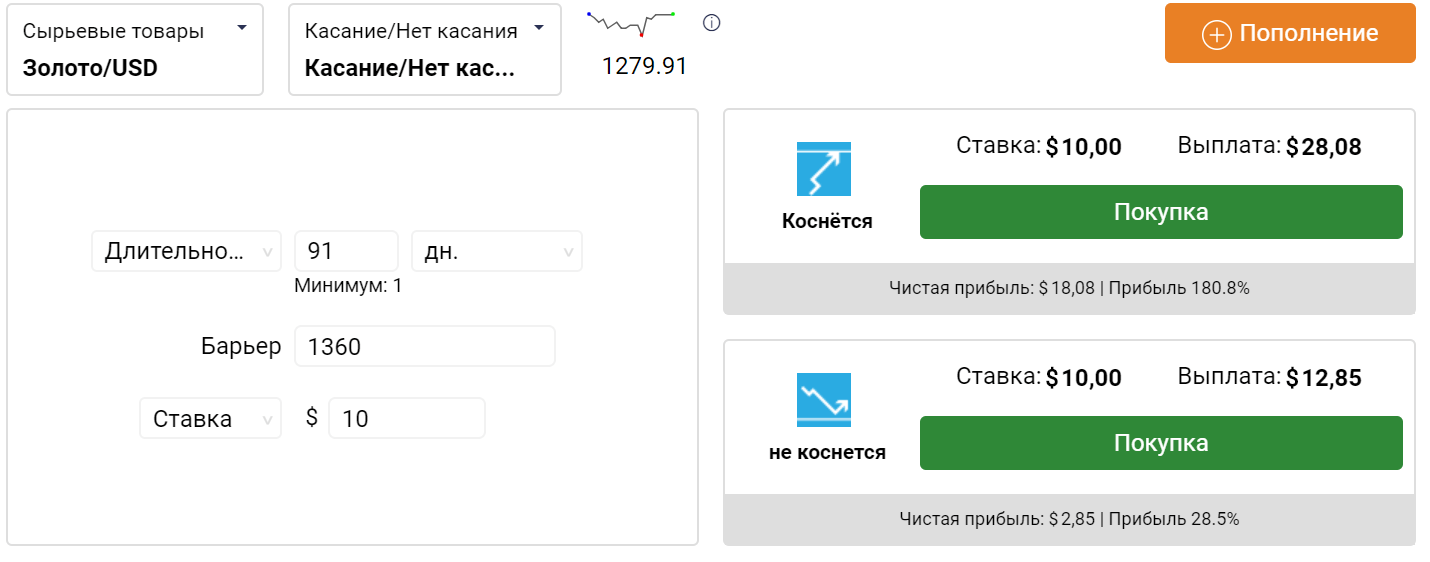 Сырьевые товары
Золото/USD
Касание/Нет касания
Касание/Нет кас...
1279.91
Пополнение
Длительно...
91
дн.
Минимум: 1
Барьер
1360
Ставка
$
10
Ставка: $10,00
Выплата: $28,08
Коснётся
Покупка
Чистая прибыль: $18,08 | Прибыль 180.8%
Ставка: $10,00
Выплата: $12,85
не коснется
Покупка
Чистая прибыль: $2,85 | Прибыль 28.5%